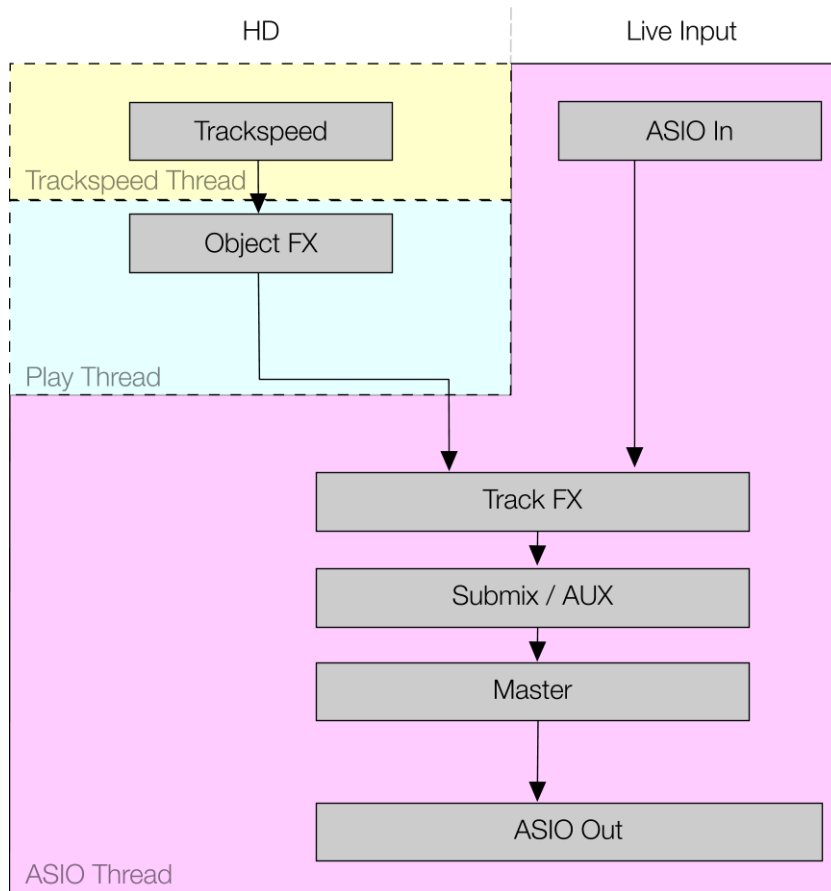 HD
Live Input
Trackspeed
ASIO In
Trackspeed Thread
Object FX
Play Thread
Track FX
Submix / AUX
Master
ASIO Out
ASIO Thread